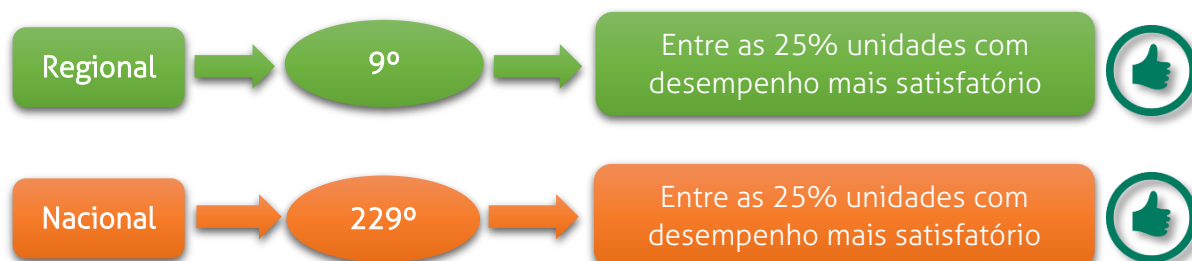 Regional
9º
Entre as 25% unidades com
desempenho mais satisfatório
Nacional
229º
Entre as 25% unidades com
desempenho mais satisfatório